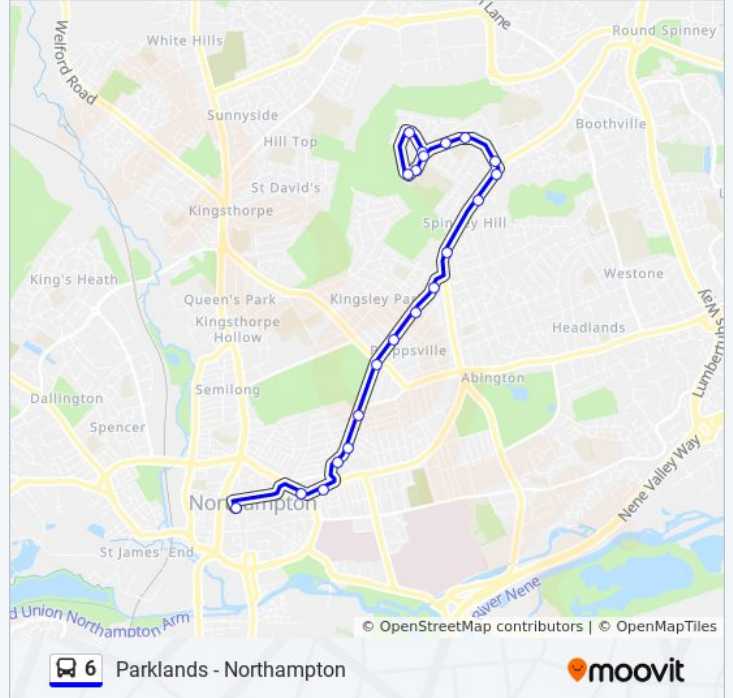 Lane
Round Spinney
White Hills
Welford Road
Sunnyside
Boothville
Hill Top
St David's
Kingsthorpe
Spinney Hill
King's Heath
Westone
Queen's Park
Kingsley Park
Kingsthorpe
Hollow
Headlands
Phippsville
Lumbertubs Way
Abington
Semilong
Dallington
Spencer
Nene Valley Way
Northampton
St James' End
River Nene
d Union Northampton Arm
© OpenStreetMap contributors | © OpenMapTiles
6 Parklands - Northampton
moovit